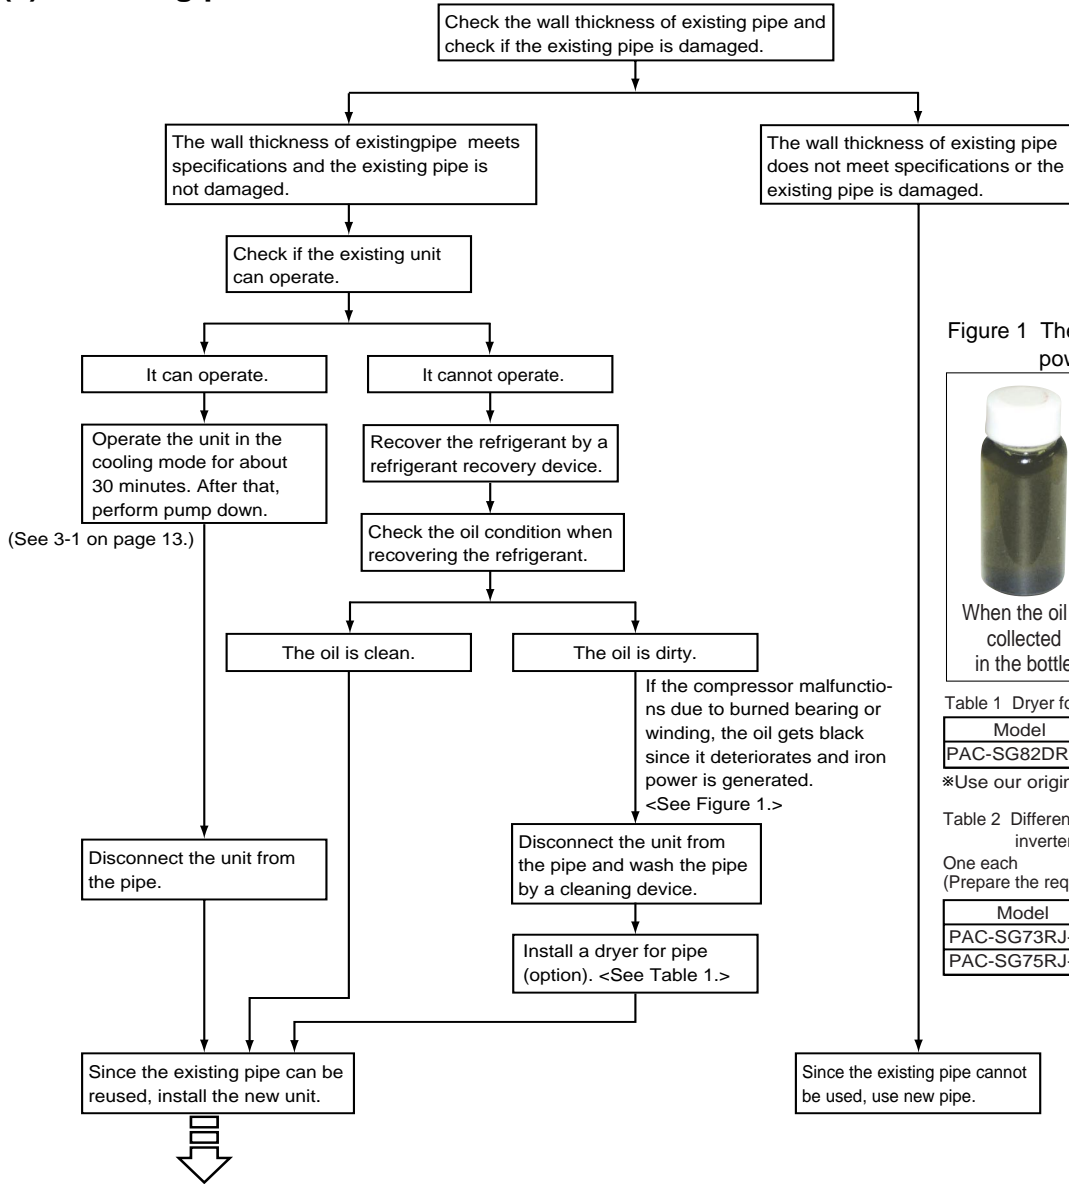 Check the wall thickness of existing pipe and
check if the existing pipe is damaged.
The wall thickness of existingpipe meets
specifications and the existing pipe is
not damaged.
The wall thickness of existing pipe
does not meet specifications or the
existing pipe is damaged.
Check if the existing unit
can operate.
It can operate.
It cannot operate.
Operate the unit in the
cooling mode for about
30 minutes. After that,
perform pump down.
(See 3-1 on page 13.)
Recover the refrigerant by a
refrigerant recovery device.
Check the oil condition when
recovering the refrigerant.
The oil is clean.
The oil is dirty.
If the compressor malfunctio-
ns due to burned bearing or
winding, the oil gets black
since it deteriorates and iron
power is generated.
<See Figure 1.>
Disconnect the unit from
the pipe.
Disconnect the unit from
the pipe and wash the pipe
by a cleaning device.
Install a dryer for pipe
(option). <See Table 1.>
Since the existing pipe can be
reused, install the new unit.
Since the existing pipe cannot
be used, use new pipe.
Figure 1
When the oil
collected
in the bottle
Table 1 Dryer
Model
PAC-SG82DR
※Use our
Table 2
One each
(Prepare the
Model
PAC-SG73RJ-
PAC-SG75RJ-